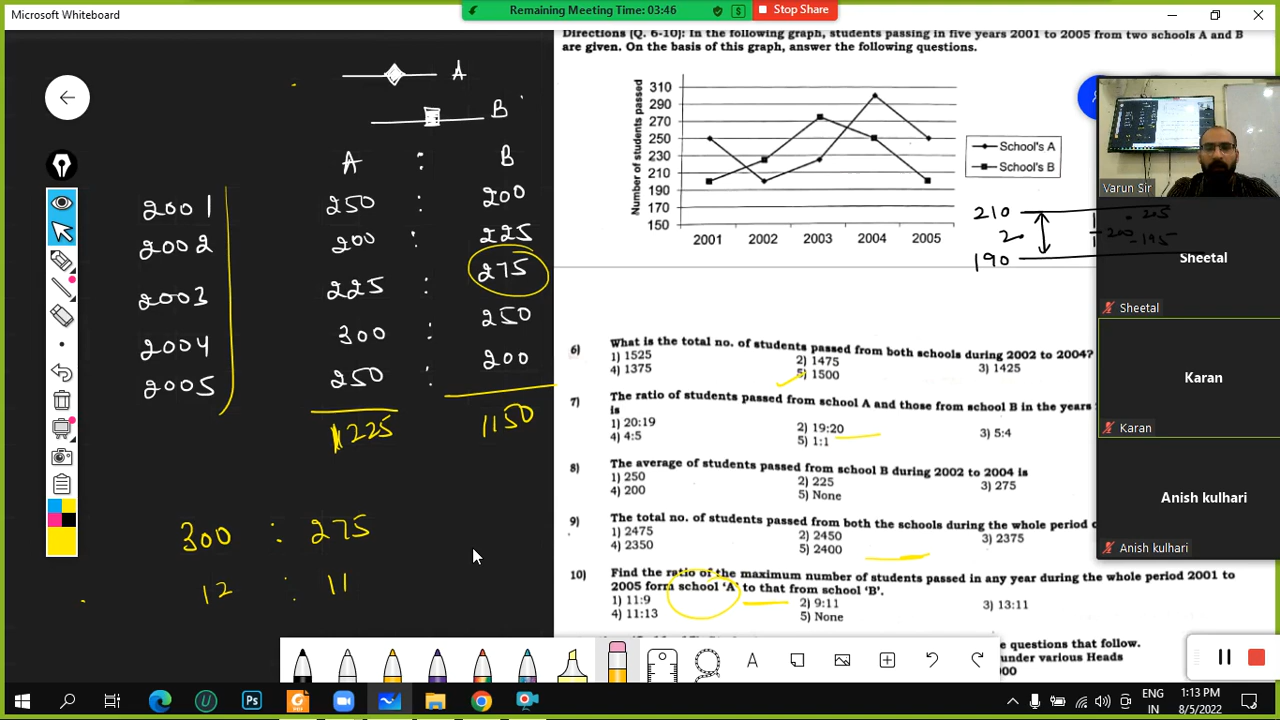 Microsoft Whiteboard
Remaining Meeting Time: 03:46
Stop Share
A
B
A : B
2001 250 : 200
2002 200 : 225
2003 225 : 275
2004 300 : 250
2005 250 : 200
1225 1150
300 : 275
12 : 11
Directions (Q. 6-10): In the following graph, students passing in five years 2001 to 2005 from two schools A and B
are given. On the basis of this graph, answer the following questions.
Number of students passed
310
290
270
250
230
210
190
170
150
2001 2002 2003 2004 2005
School's A
School's B
210
190
205
200
195
6) What is the total no. of students passed from both schools during 2002 to 2004?
1) 1525 2) 1475 3) 1425
4) 1375 5) 1500
7) The ratio of students passed from school A and those from school B in the years
is
1) 20:19 2) 19:20 3) 5:4
4) 4:5 5) 1:1
8) The average of students passed from school B during 2002 to 2004 is
1) 250 2) 225 3) 275
4) 200 5) None
9) The total no. of students passed from both the schools during the whole period
1) 2475 2) 2450 3) 2375
4) 2350 5) 2400
10) Find the ratio of the maximum number of students passed in any year during the whole period 2001 to
2005 form school 'A' to that from school 'B'.
1) 11:9 2) 9:11 3) 13:11
4) 11:13 5) None
e questions that follow.
under various Heads
Varun Sir
Sheetal
Sheetal
Karan
Karan
Anish kulhari
Anish kulhari
ENG
IN
1:13 PM
8/5/2022